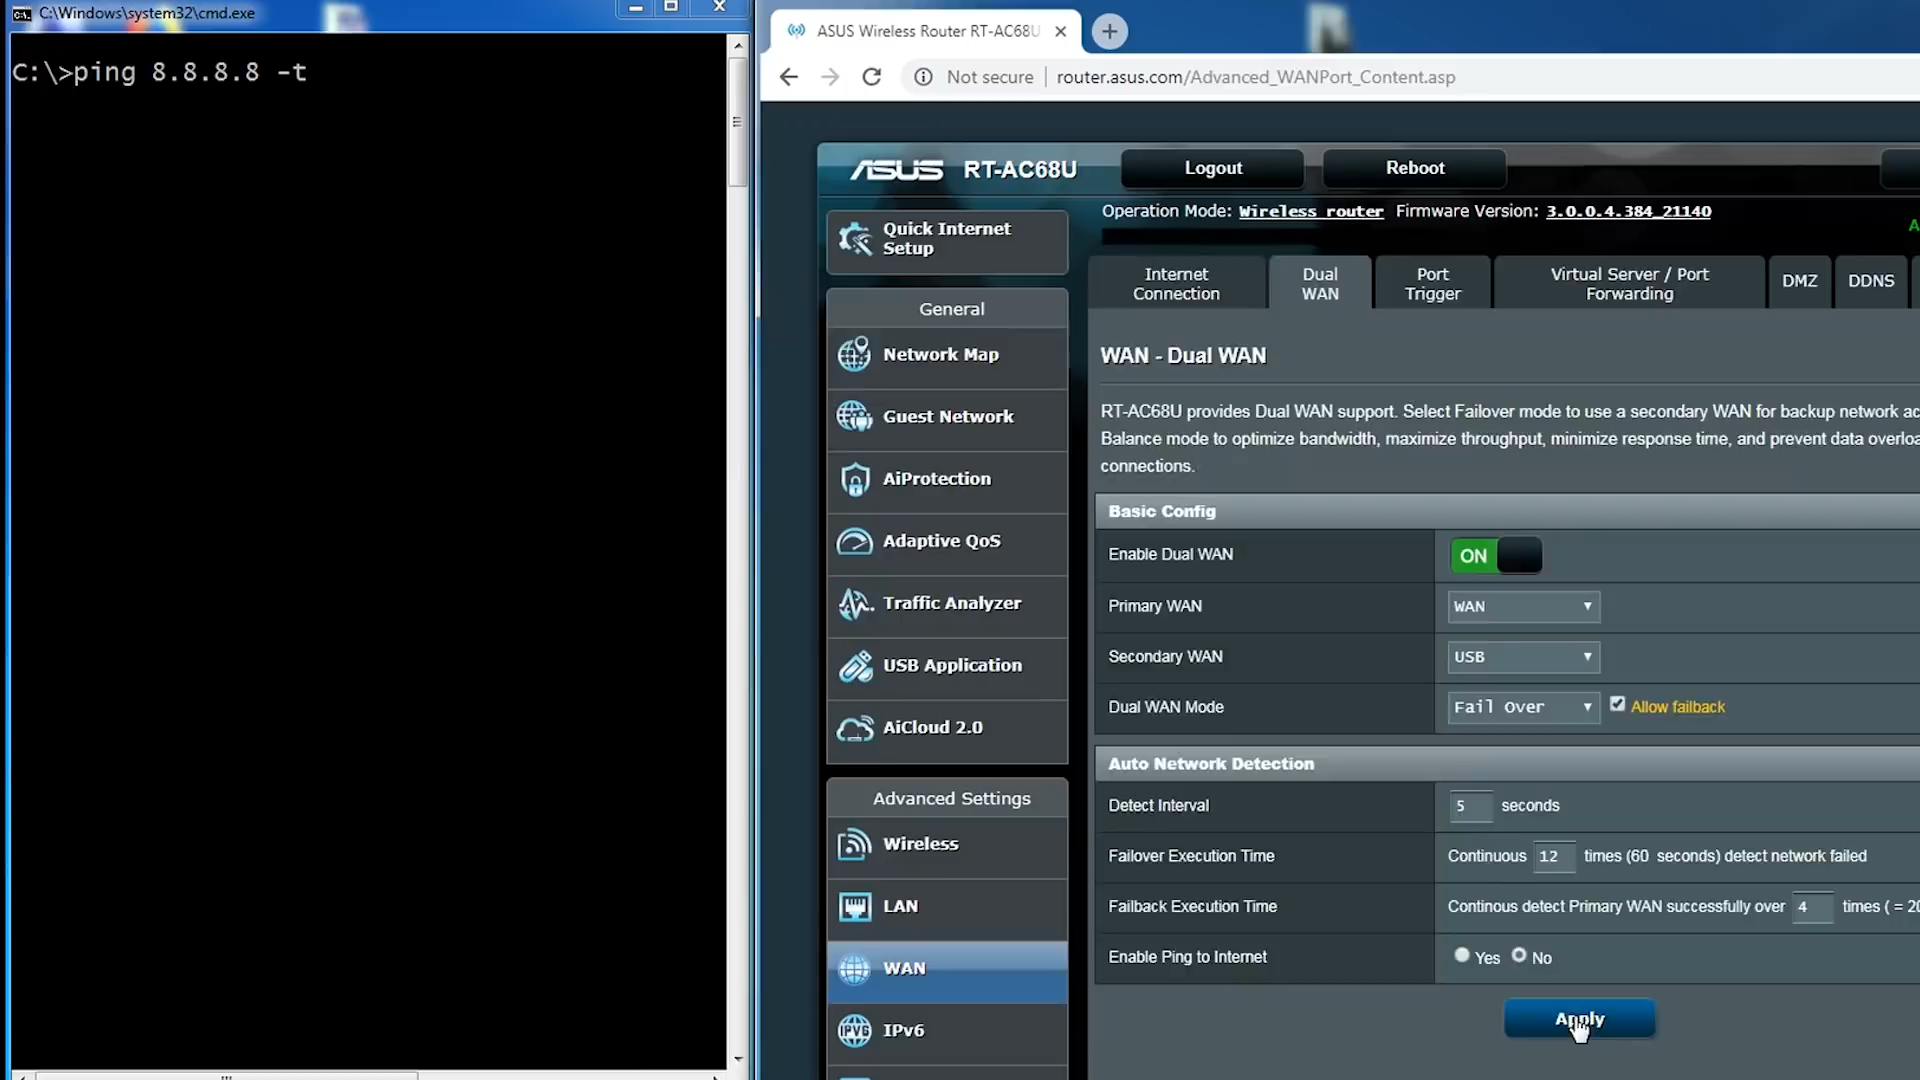 C:\Windows\system32\cmd.exe
C:\>ping 8.8.8.8 -t
ASUS Wireless Router RT-AC68U
Not secure
router.asus.com/Advanced_WANPort_Content.asp
ASUS RT-AC68U
Logout
Reboot
Operation Mode: Wireless router Firmware Version: 3.0.0.4.384_21140
A
Quick Internet
Setup
General
Network Map
Guest Network
AiProtection
Adaptive QoS
Traffic Analyzer
USB Application
AiCloud 2.0
Advanced Settings
Wireless
LAN
WAN
IPv6
IPV6
Internet
Connection
Dual
WAN
Port
Trigger
Virtual Server / Port
Forwarding
DMZ
DDNS
WAN - Dual WAN
RT-AC68U provides Dual WAN support. Select Failover mode to use a secondary WAN for backup network ac
Balance mode to optimize bandwidth, maximize throughput, minimize response time, and prevent data overloa
connections.
Basic Config
Enable Dual WAN
ON
Primary WAN
WAN
Secondary WAN
USB
Dual WAN Mode
Fail Over
Allow failback
Auto Network Detection
Detect Interval
5 seconds
Failover Execution Time
Continuous 12 times (60 seconds) detect network failed
Failback Execution Time
Continous detect Primary WAN successfully over 4 times ( = 20
Enable Ping to Internet
Yes No
Apply